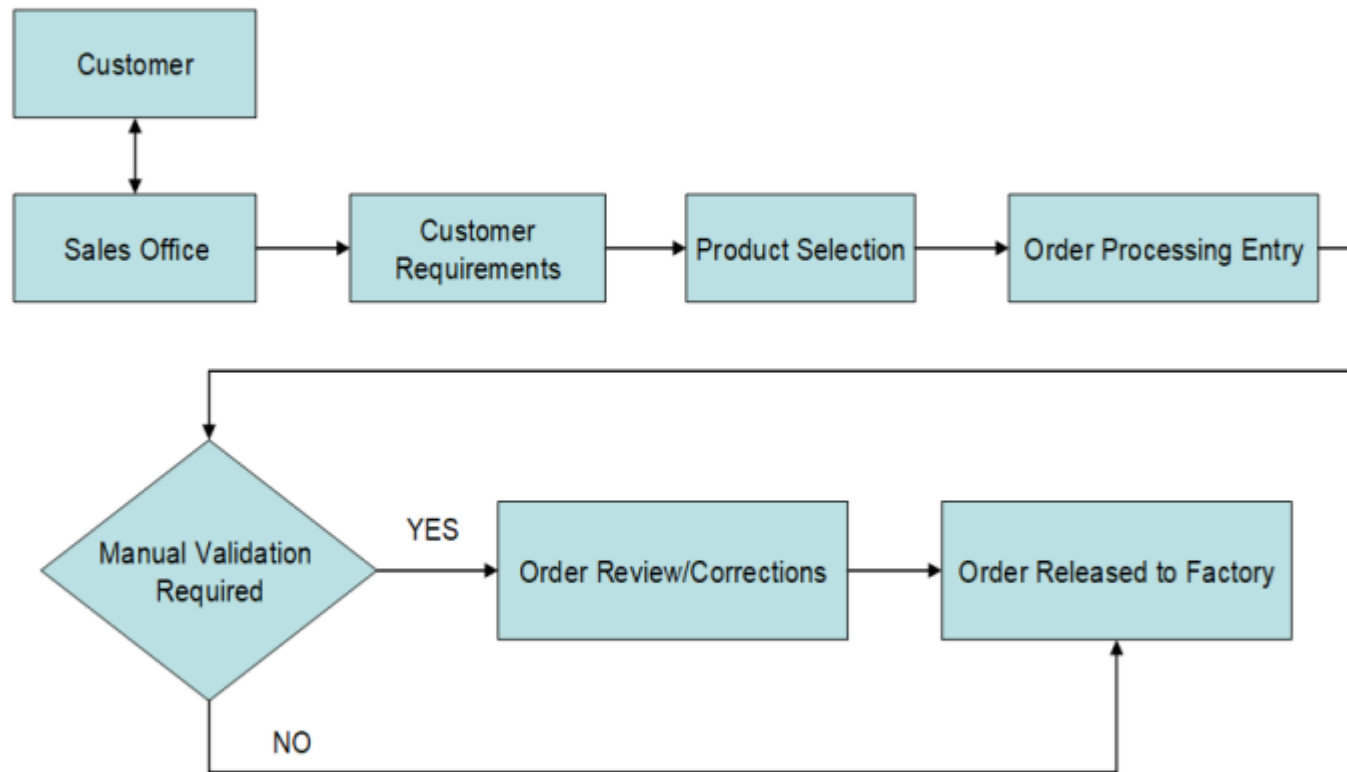 Customer
Sales Office
Customer
Requirements
Product Selection
Order Processing Entry
Manual Validation
Required
YES
Order Review/Corrections
Order Released to Factory
NO